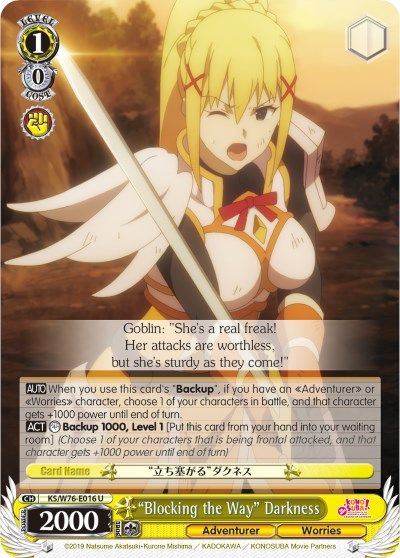 LEVEL
1
0
COST
Goblin: "She's a real freak!
Her attacks are worthless,
but she's sturdy as they come!"
AUTO When you use this card's "Backup", if you have an «Adventurer» or
«Worries» character, choose 1 of your characters in battle, and that character
gets +1000 power until end of turn.
ACT Backup 1000, Level 1 [Put this card from your hand into your waiting
room] (Choose 1 of your characters that is being frontal attacked, and that
character gets +1000 power until end of turn)
Card Name
“立ち塞がる”ダクネス
CH KS/W76-E016 U
"Blocking the Way" Darkness
POWER 2000
Adventurer
Worries
©2019 Natsume Akatsuki・Kurone Mishima ／ KADOKAWA ／ KONOSUBA Movie Partners